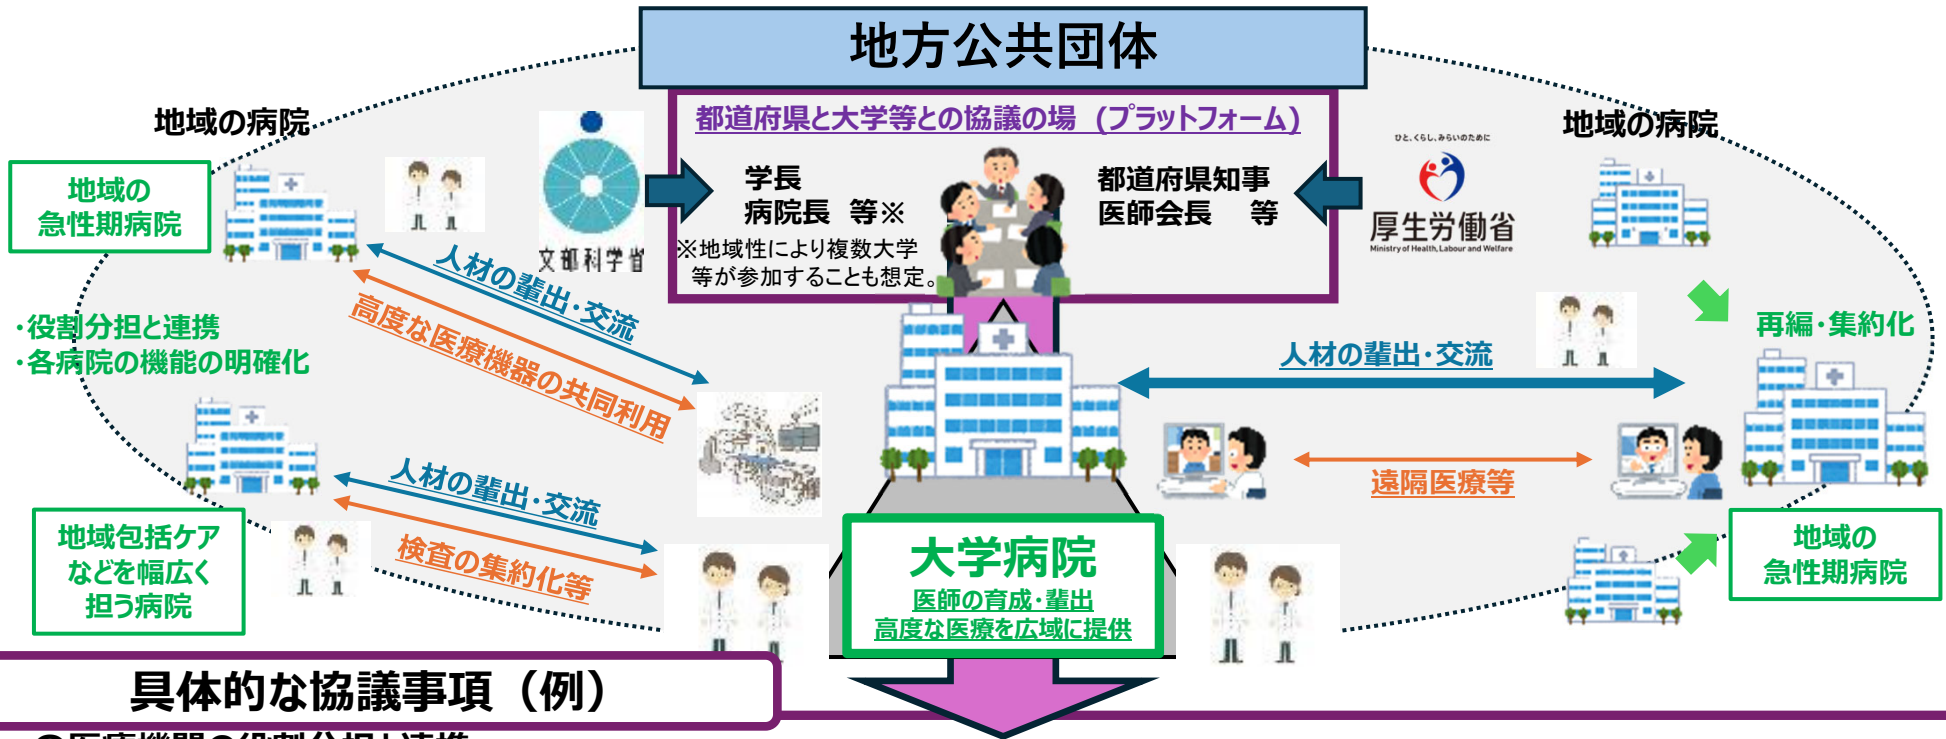 地方公共団体
都道府県と大学等との協議の場 (プラットフォーム)
学長
病院長 等※
※地域性により複数大学
等が参加することも想定。
都道府県知事
医師会長 等
文部科学省
ひと、くらし、みらいのために
厚生労働省
Ministry of Health, Labour and Welfare
地域の病院
地域の
急性期病院
人材の輩出・交流
高度な医療機器の共同利用
・役割分担と連携
・各病院の機能の明確化
人材の輩出・交流
検査の集約化等
地域包括ケア
などを幅広く
担う病院
地域の病院
再編・集約化
人材の輩出・交流
遠隔医療等
地域の
急性期病院
大学病院
医師の育成・輩出
高度な医療を広域に提供
具体的な協議事項（例）